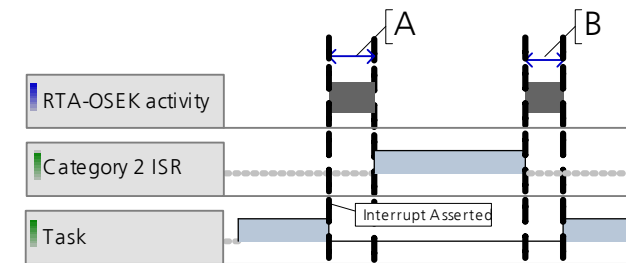 A
B
RTA-OSEK activity
Category 2 ISR
Interrupt Asserted
Task